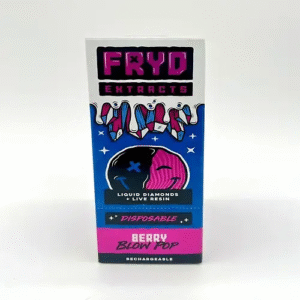 FRYD
EXTRACTS
LIQUID DIAMONDS
+ LIVE RESIN
DISPOSABLE
BERRY
BLOW POP
RECHARGEABLE